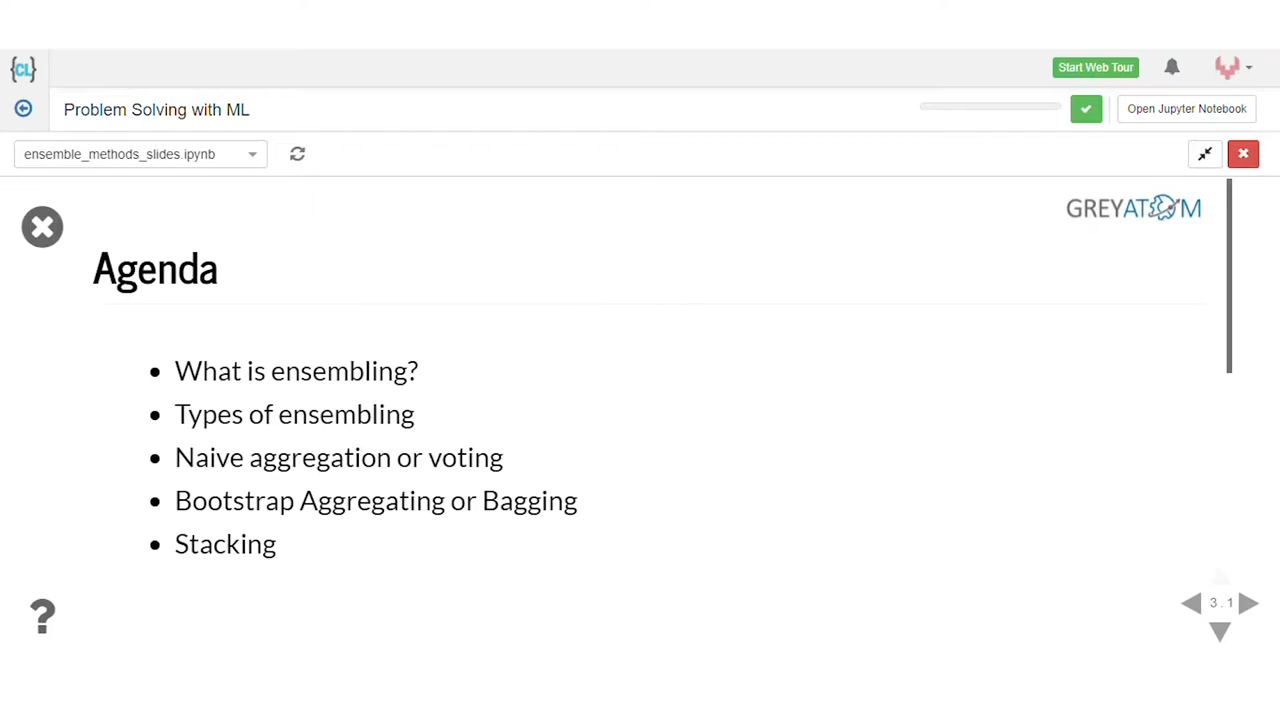 {CL}
Start Web Tour
Problem Solving with ML
Open Jupyter Notebook
ensemble_methods_slides.ipynb
GREYATOM
Agenda
• What is ensembling?
• Types of ensembling
• Naive aggregation or voting
• Bootstrap Aggregating or Bagging
• Stacking
3.1
?